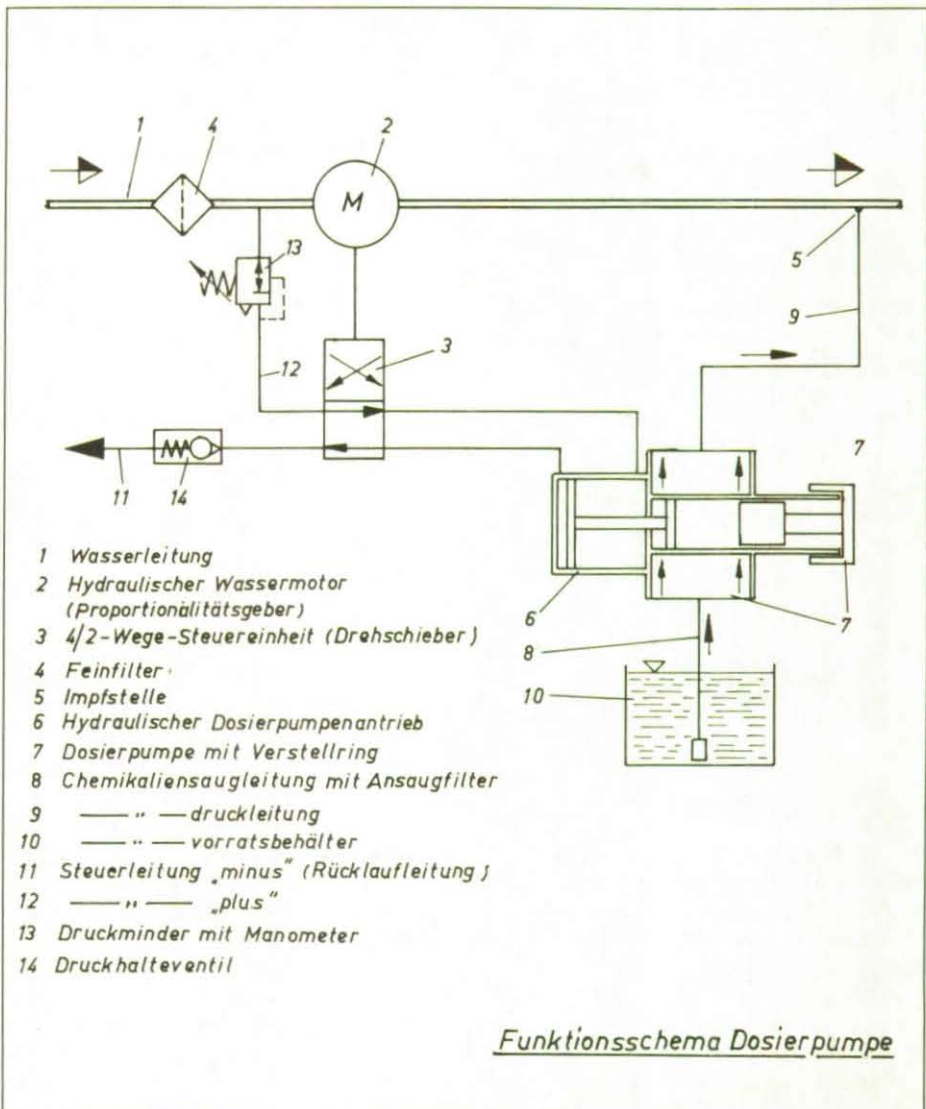 1 4 2
M
13
5
9
12 3
7
11 14
6 7
8
10
1 Wasserleitung
2 Hydraulischer Wassermotor
(Proportionalitätsgeber)
3 4/2-Wege-Steuereinheit (Drehschieber)
4 Feinfilter
5 Impfstelle
6 Hydraulischer Dosierpumpenantrieb
7 Dosierpumpe mit Verstellring
8 Chemikaliensaugleitung mit Ansaugfilter
9 —— " — druckleitung
10 —— " — vorratsbehälter
11 Steuerleitung „minus" (Rücklaufleitung)
12 —— " —— „plus"
13 Druckminder mit Manometer
14 Druckhalteventil
Funktionsschema Dosierpumpe